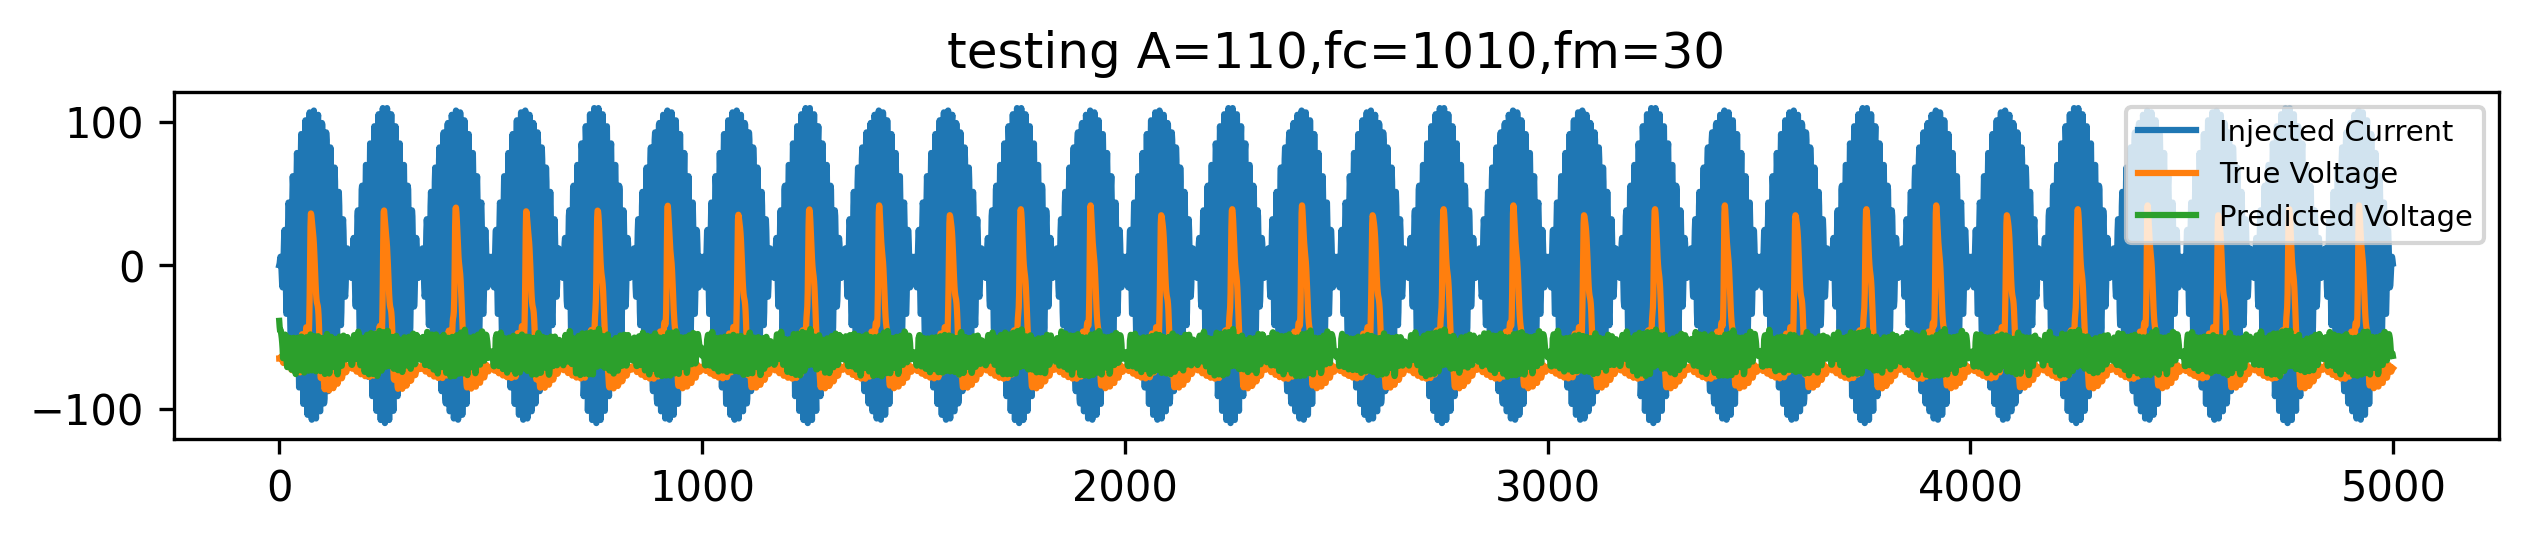 testing A=110,fc=1010,fm=30
100
0
−100
Injected Current
True Voltage
Predicted Voltage
0 1000 2000 3000 4000 5000